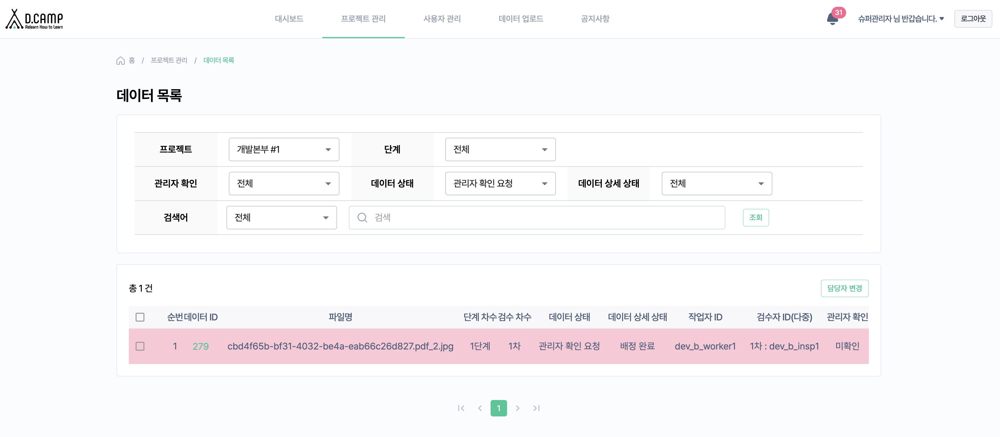 D.CAMP
Relearn How to Learn
대시보드 프로젝트 관리 사용자 관리 데이터 업로드 공지사항
31
슈퍼관리자 님 반갑습니다.
로그아웃
홈 / 프로젝트 관리 / 데이터 목록
데이터 목록
프로젝트 개발본부 #1 단계 전체
관리자 확인 전체 데이터 상태 관리자 확인 요청 데이터 상세 상태 전체
검색어 전체 검색 조회
총 1 건 담당자 변경
순번 데이터 ID 파일명 단계 차수 검수 차수 데이터 상태 데이터 상세 상태 작업자 ID 검수자 ID(다중) 관리자 확인
1 279 cbd4f65b-bf31-4032-be4a-eab66c26d827.pdf_2.jpg 1단계 1차 관리자 확인 요청 배정 완료 dev_b_worker1 1차 : dev_b_insp1 미확인
1